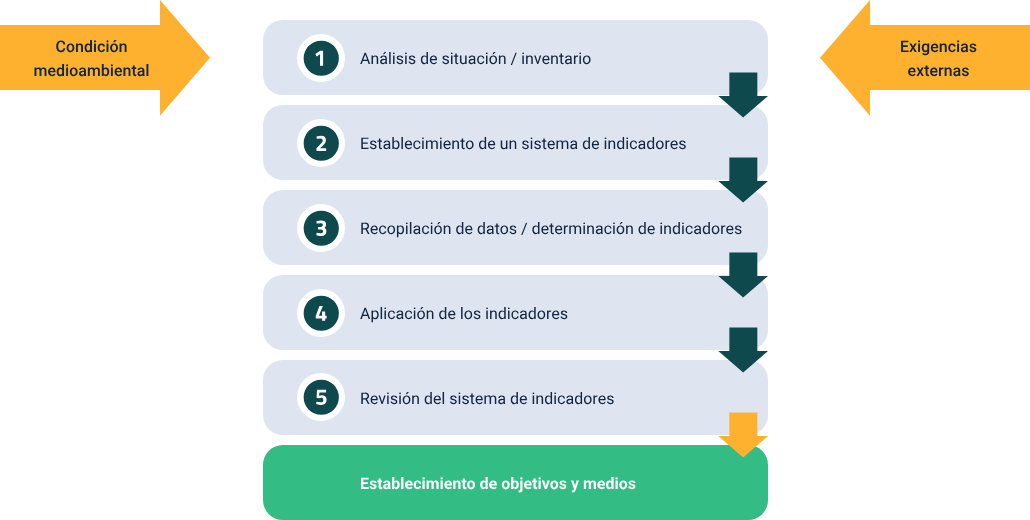 Condición
medioambiental
1
Análisis de situación / inventario
Exigencias
externas
2
Establecimiento de un sistema de indicadores
3
Recopilación de datos / determinación de indicadores
4
Aplicación de los indicadores
5
Revisión del sistema de indicadores
Establecimiento de objetivos y medios